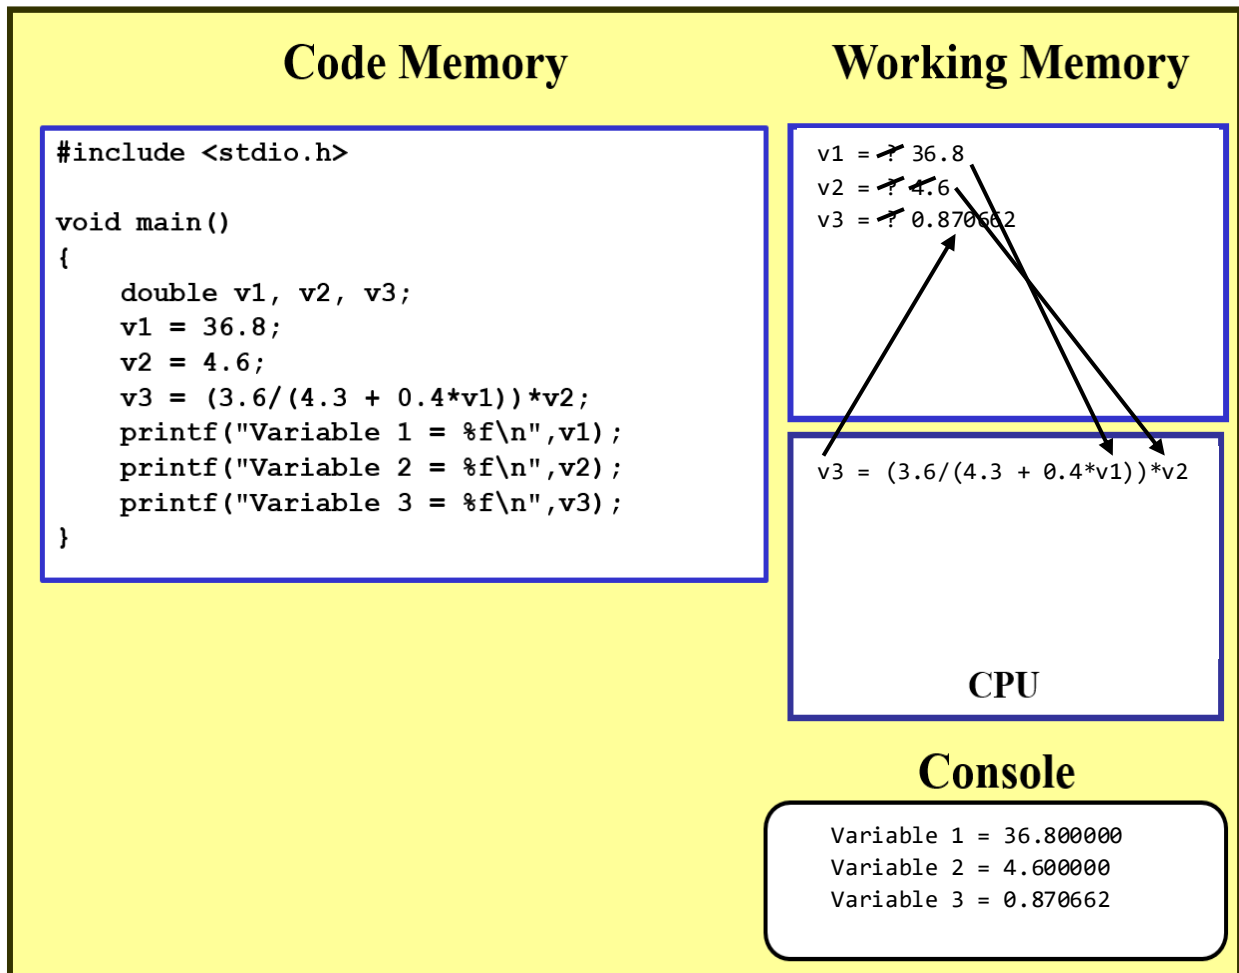 Code Memory
#include <stdio.h>
void main()
{
double v1, v2, v3;
v1 = 36.8;
v2 = 4.6;
v3 = (3.6/(4.3 + 0.4*v1))*v2;
printf("Variable 1 = %f\n",v1);
printf("Variable 2 = %f\n",v2);
printf("Variable 3 = %f\n",v3);
}
Working Memory
v1 = ? 36.8
v2 = ? 4.6
v3 = ? 0.870662
v3 = (3.6/(4.3 + 0.4*v1))*v2
CPU
Console
Variable 1 = 36.800000
Variable 2 = 4.600000
Variable 3 = 0.870662